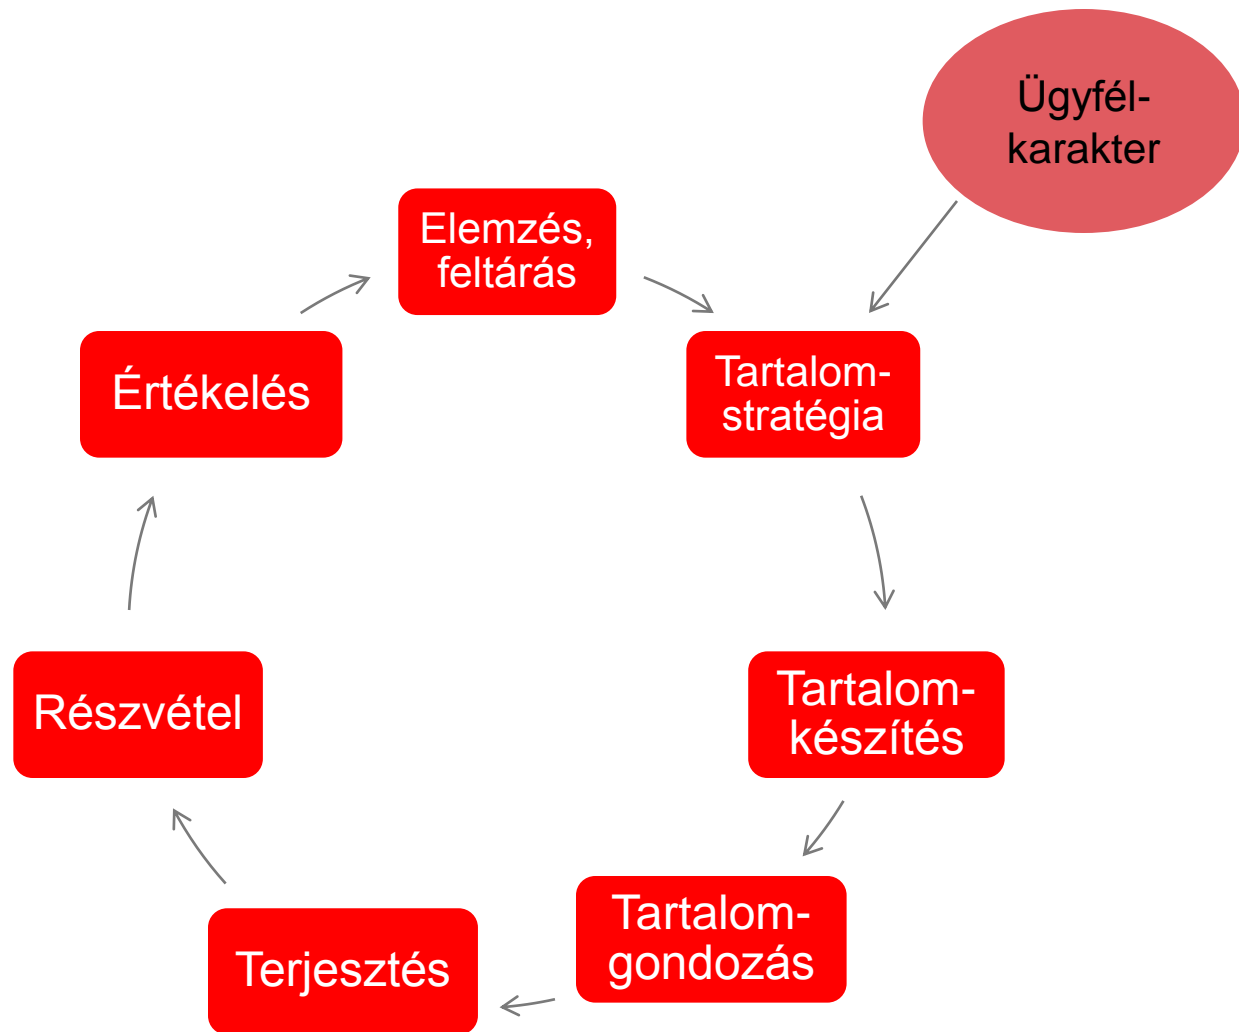 Ügyfél-
karakter
Elemzés,
feltárás
Tartalom-
stratégia
Tartalom-
készítés
Tartalom-
gondozás
Terjesztés
Részvétel
Értékelés